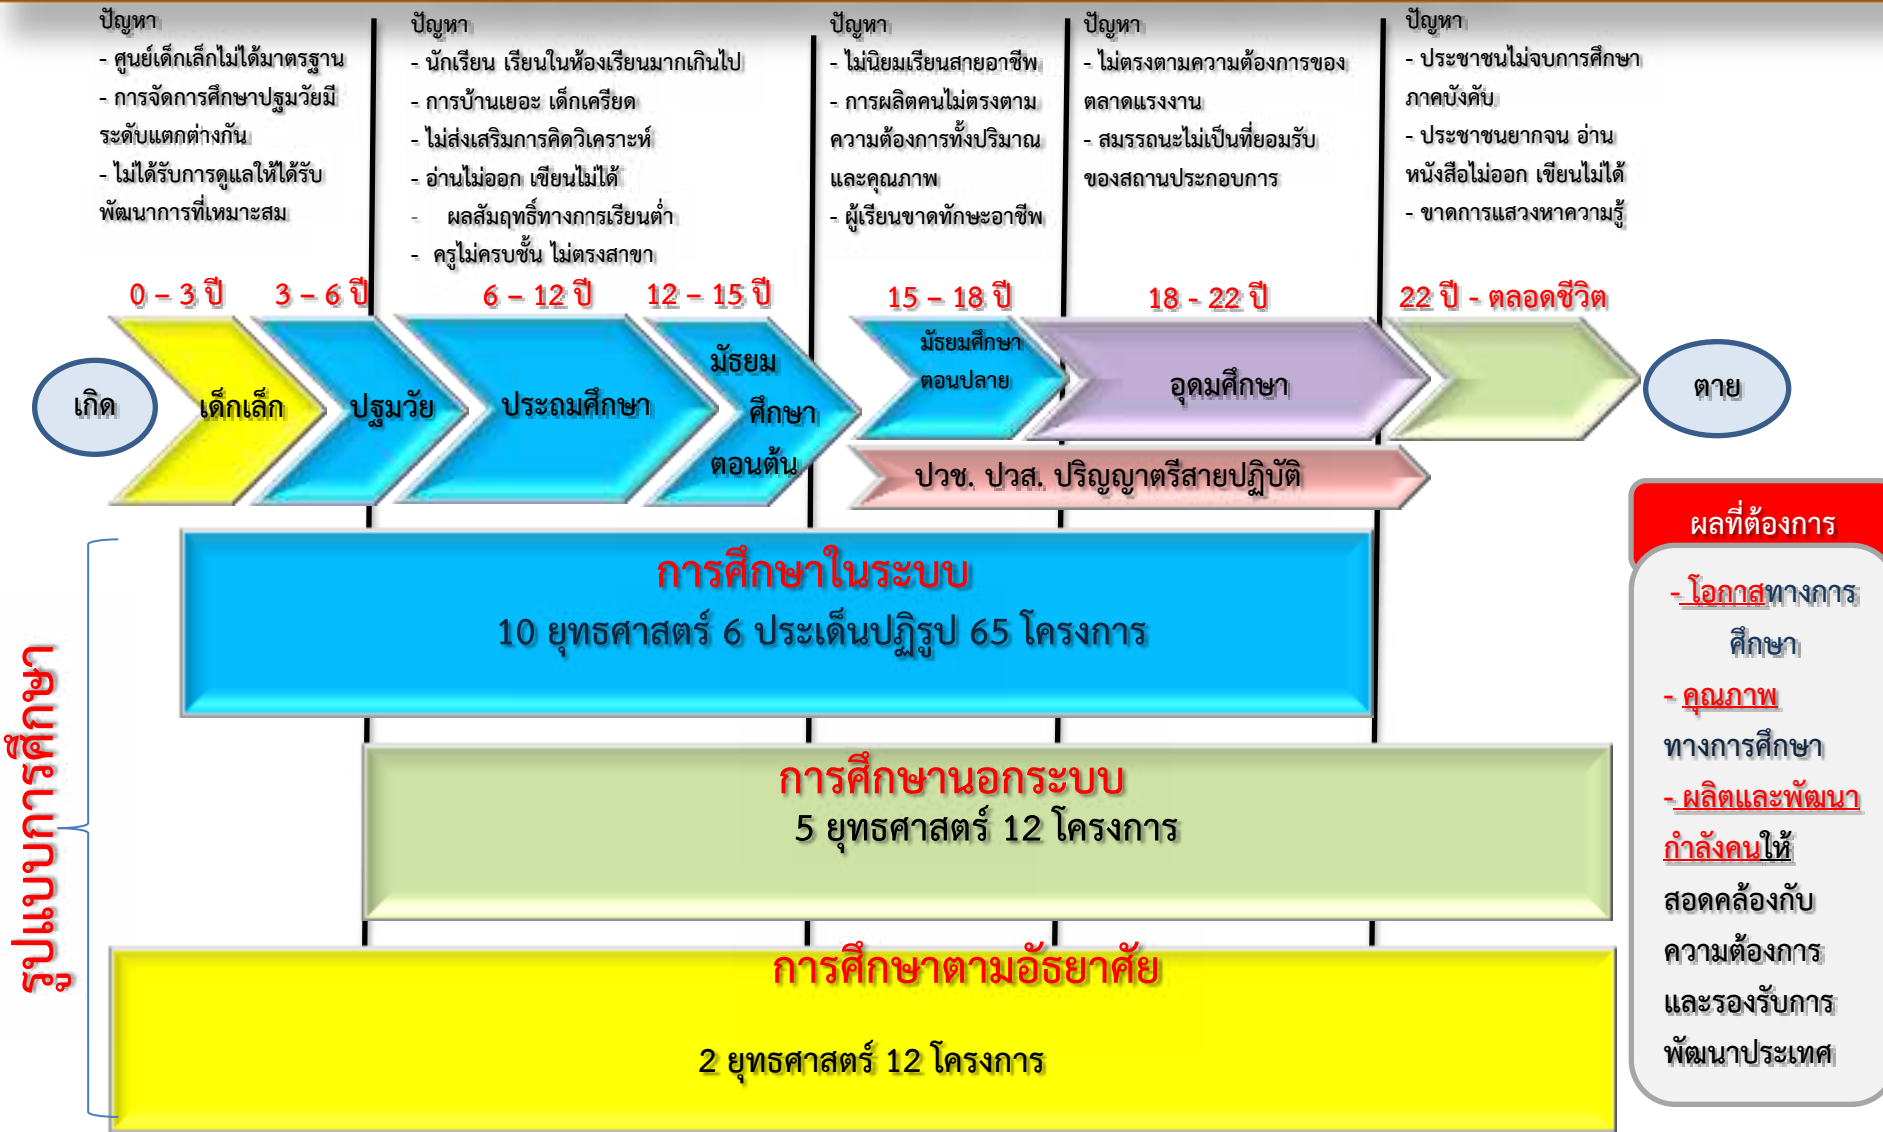 ปัญหา
- ศูนย์เด็กเล็กไม่ได้มาตรฐาน
- การจัดการศึกษาปฐมวัยมี
ระดับแตกต่างกัน
- ไม่ได้รับการดูแลให้ได้รับ
พัฒนาการที่เหมาะสม
ปัญหา
- นักเรียน เรียนในห้องเรียนมากเกินไป
- การบ้านเยอะ เด็กเครียด
- ไม่ส่งเสริมการคิดวิเคราะห์
- อ่านไม่ออก เขียนไม่ได้
- ผลสัมฤทธิ์ทางการเรียนต่ำ
- ครูไม่ครบชั้น ไม่ตรงสาขา
ปัญหา
- ไม่นิยมเรียนสายอาชีพ
- การผลิตคนไม่ตรงตาม
ความต้องการทั้งปริมาณ
และคุณภาพ
- ผู้เรียนขาดทักษะอาชีพ
ปัญหา
- ไม่ตรงตามความต้องการของ
ตลาดแรงงาน
- สมรรถนะไม่เป็นที่ยอมรับ
ของสถานประกอบการ
ปัญหา
- ประชาชนไม่จบการศึกษา
ภาคบังคับ
- ประชาชนยากจน อ่าน
หนังสือไม่ออก เขียนไม่ได้
- ขาดการแสวงหาความรู้
0 – 3 ปี
3 – 6 ปี
6 – 12 ปี
12 – 15 ปี
15 – 18 ปี
18 - 22 ปี
22 ปี - ตลอดชีวิต
เกิด
เด็กเล็ก
ปฐมวัย
ประถมศึกษา
มัธยม
ศึกษา
ตอนต้น
มัธยมศึกษา
ตอนปลาย
อุดมศึกษา
ตาย
ปวช. ปวส. ปริญญาตรีสายปฏิบัติ
รูปแบบการศึกษา
การศึกษาในระบบ
10 ยุทธศาสตร์ 6 ประเด็นปฏิรูป 65 โครงการ
การศึกษานอกระบบ
5 ยุทธศาสตร์ 12 โครงการ
การศึกษาตามอัธยาศัย
2 ยุทธศาสตร์ 12 โครงการ
ผลที่ต้องการ
- โอกาสทางการ
ศึกษา
- คุณภาพ
ทางการศึกษา
- ผลิตและพัฒนา
กำลังคนให้
สอดคล้องกับ
ความต้องการ
และรองรับการ
พัฒนาประเทศ